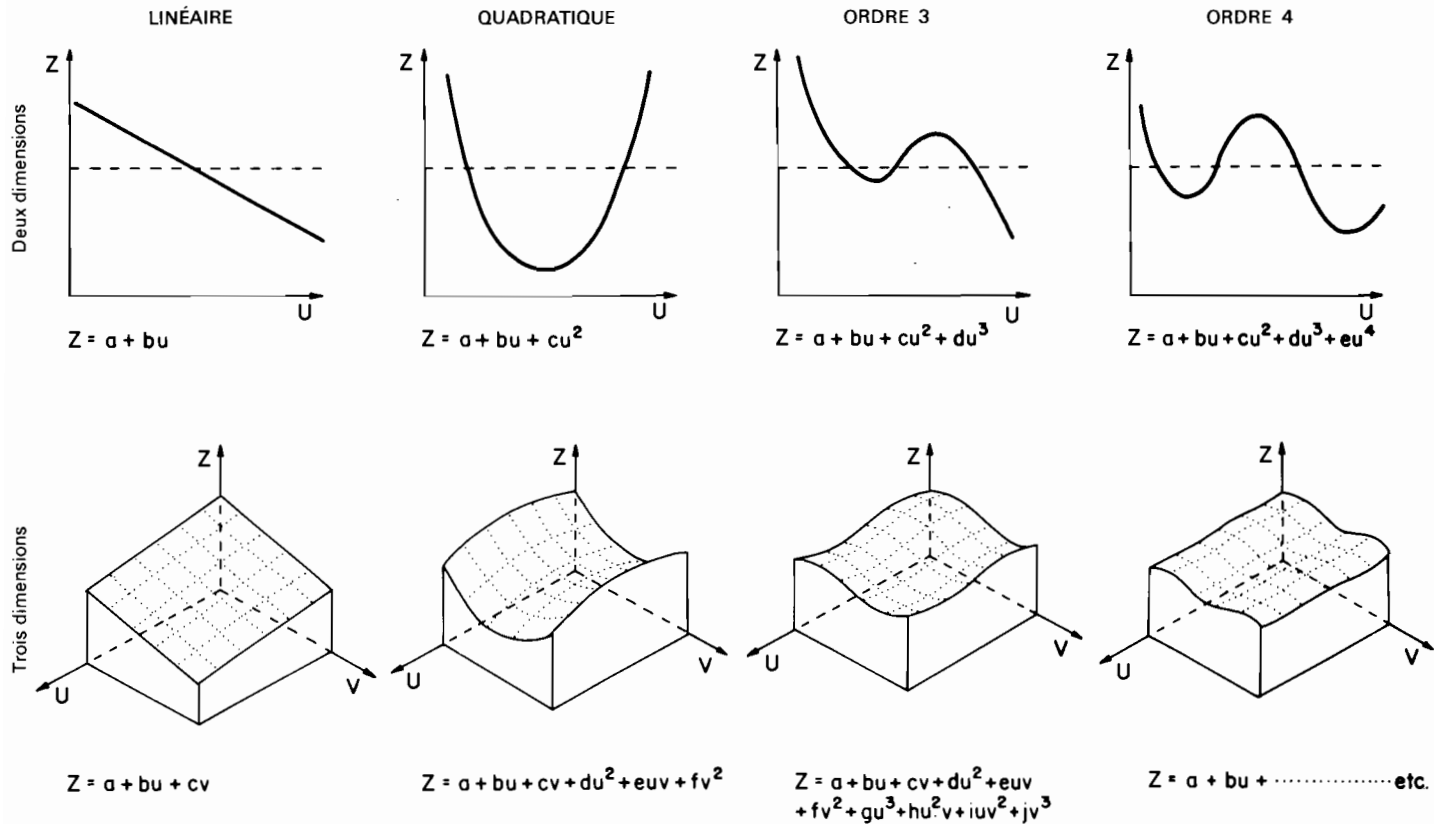 LINÉAIRE
QUADRATIQUE
ORDRE 3
ORDRE 4
Deux dimensions
Z
U
Z = a + bu
Z
U
Z = a + bu + cu²
Z
U
Z = a + bu + cu² + du³
Z
U
Z = a + bu + cu² + du³ + eu⁴
Trois dimensions
Z
U
V
Z = a + bu + cv
Z
U
V
Z = a + bu + cv + du² + euv + fv²
Z
U
V
Z = a + bu + cv + du² + euv
+ fv² + gu³ + hu²v + iuv² + jv³
Z
U
V
Z = a + bu + ................etc.